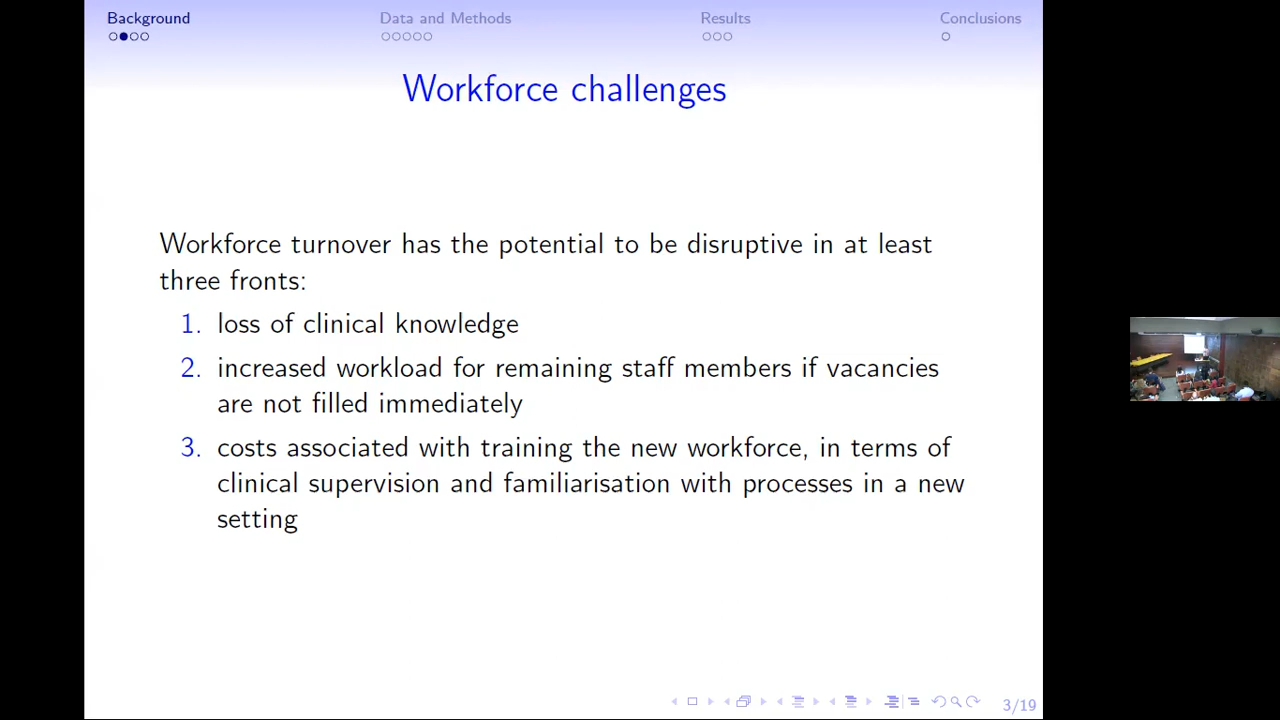 Background Data and Methods Results Conclusions
Workforce challenges
Workforce turnover has the potential to be disruptive in at least
three fronts:
1. loss of clinical knowledge
2. increased workload for remaining staff members if vacancies
are not filled immediately
3. costs associated with training the new workforce, in terms of
clinical supervision and familiarisation with processes in a new
setting
3/19